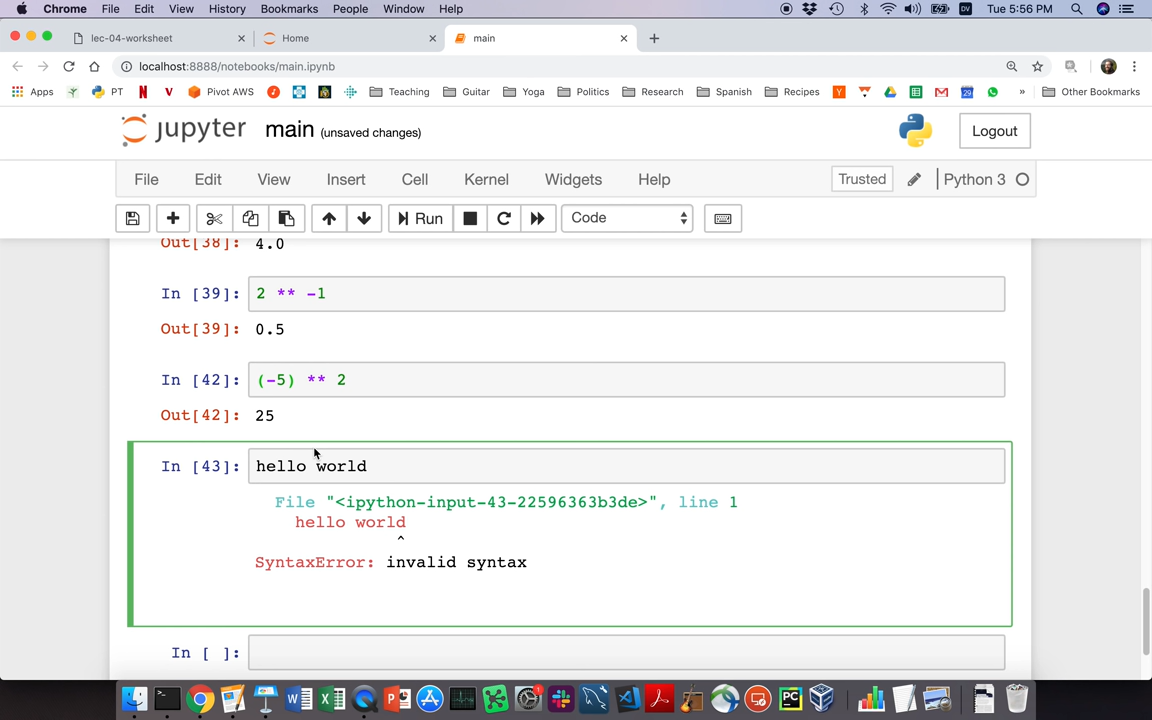 Chrome File Edit View History Bookmarks People Window Help DV Tue 5:56 PM
lec-04-worksheet Home main
localhost:8888/notebooks/main.ipynb
Apps PT N V Pivot AWS Teaching Guitar Yoga Politics Research Spanish Recipes Y 29 » Other Bookmarks
jupyter main (unsaved changes) Logout
File Edit View Insert Cell Kernel Widgets Help Trusted Python 3
Run Code
Out[38]: 4.0
In [39]: 2 ** -1
Out[39]: 0.5
In [42]: (-5) ** 2
Out[42]: 25
In [43]: hello world
File "<ipython-input-43-22596363b3de>", line 1
hello world
^
SyntaxError: invalid syntax
In [ ]: